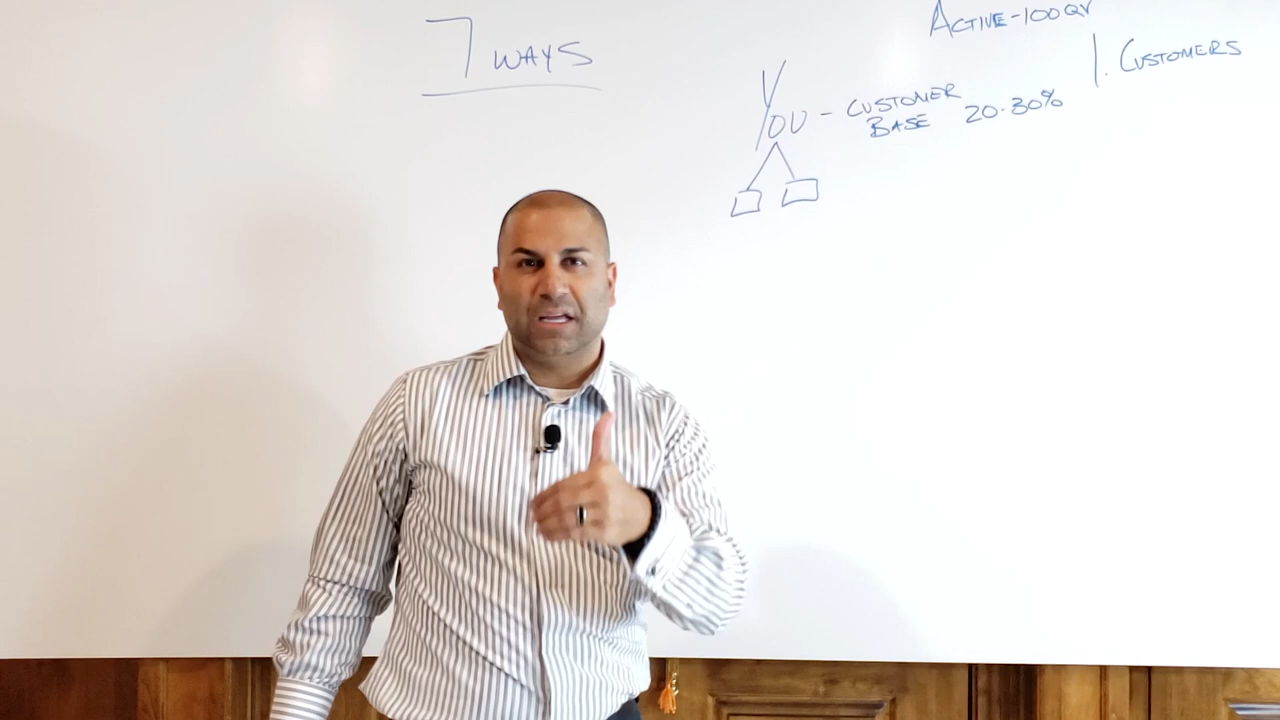 7 WAYS
ACTIVE-100QV
1. CUSTOMERS
YOU - CUSTOMER
BASE 20-30%